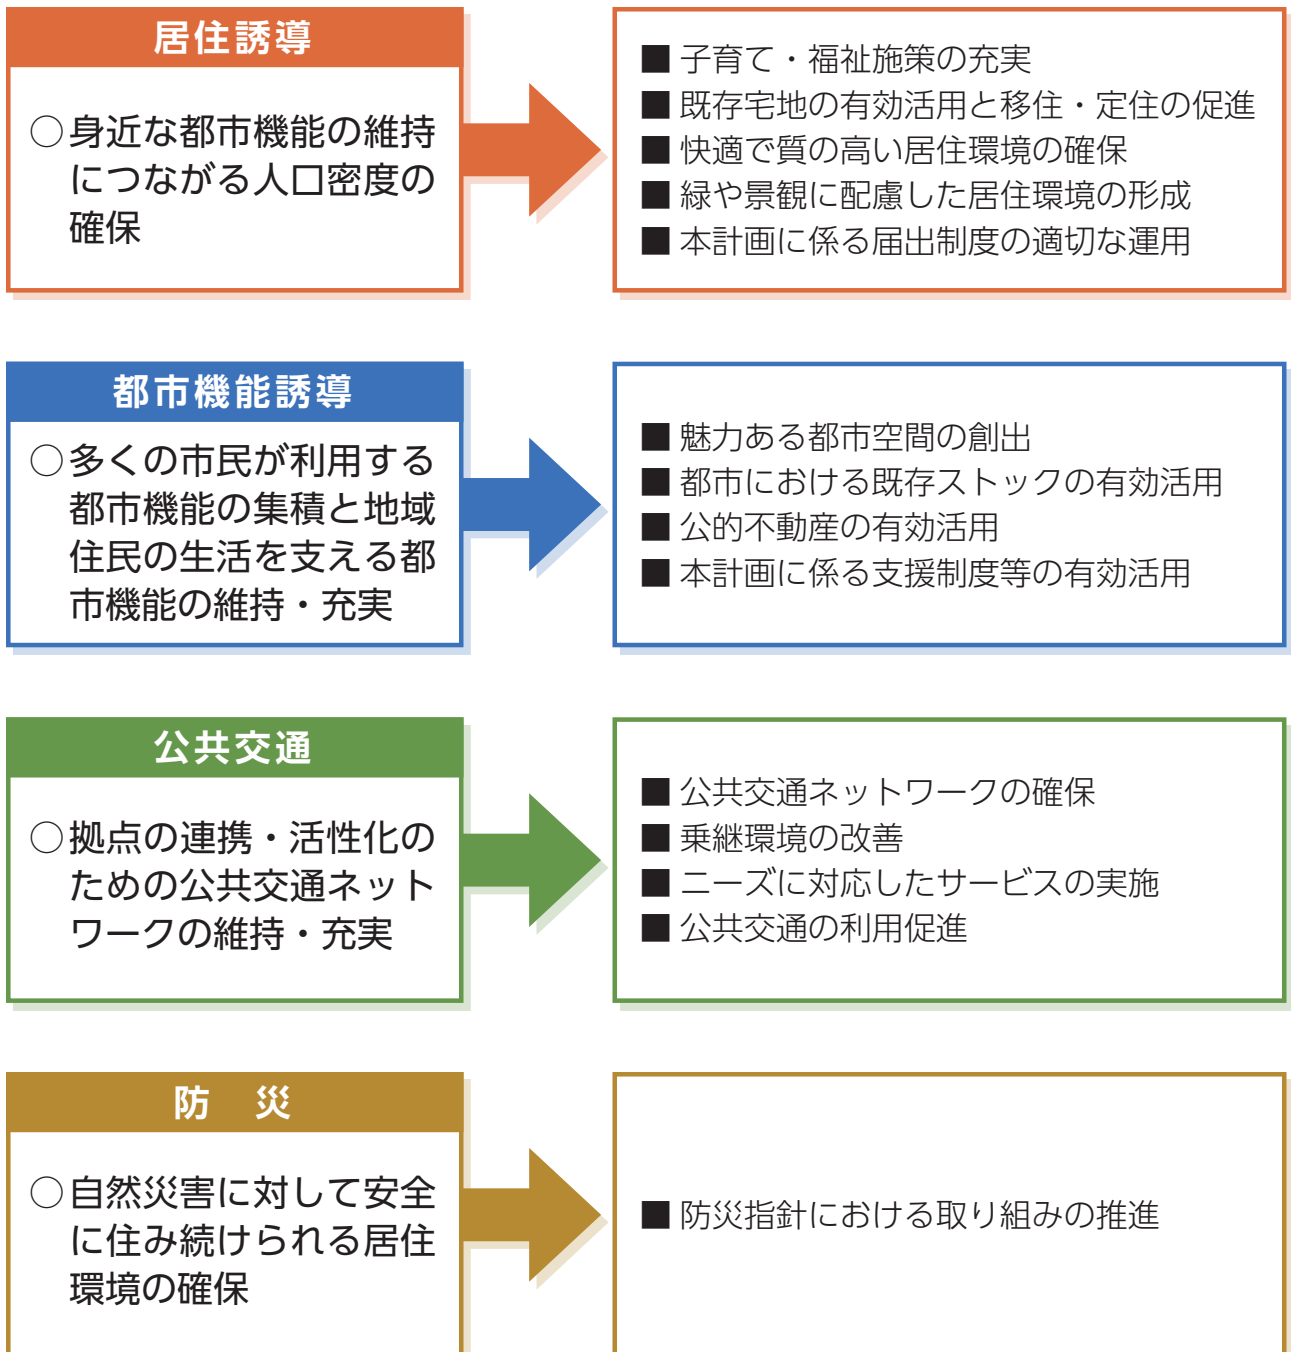 居住誘導
○身近な都市機能の維持
につながる人口密度の
確保
■ 子育て・福祉施策の充実
■ 既存宅地の有効活用と移住・定住の促進
■ 快適で質の高い居住環境の確保
■ 緑や景観に配慮した居住環境の形成
■ 本計画に係る届出制度の適切な運用
都市機能誘導
○多くの市民が利用する
都市機能の集積と地域
住民の生活を支える都
市機能の維持・充実
■ 魅力ある都市空間の創出
■ 都市における既存ストックの有効活用
■ 公的不動産の有効活用
■ 本計画に係る支援制度等の有効活用
公共交通
○拠点の連携・活性化の
ための公共交通ネット
ワークの維持・充実
■ 公共交通ネットワークの確保
■ 乗継環境の改善
■ ニーズに対応したサービスの実施
■ 公共交通の利用促進
防　災
○自然災害に対して安全
に住み続けられる居住
環境の確保
■ 防災指針における取り組みの推進